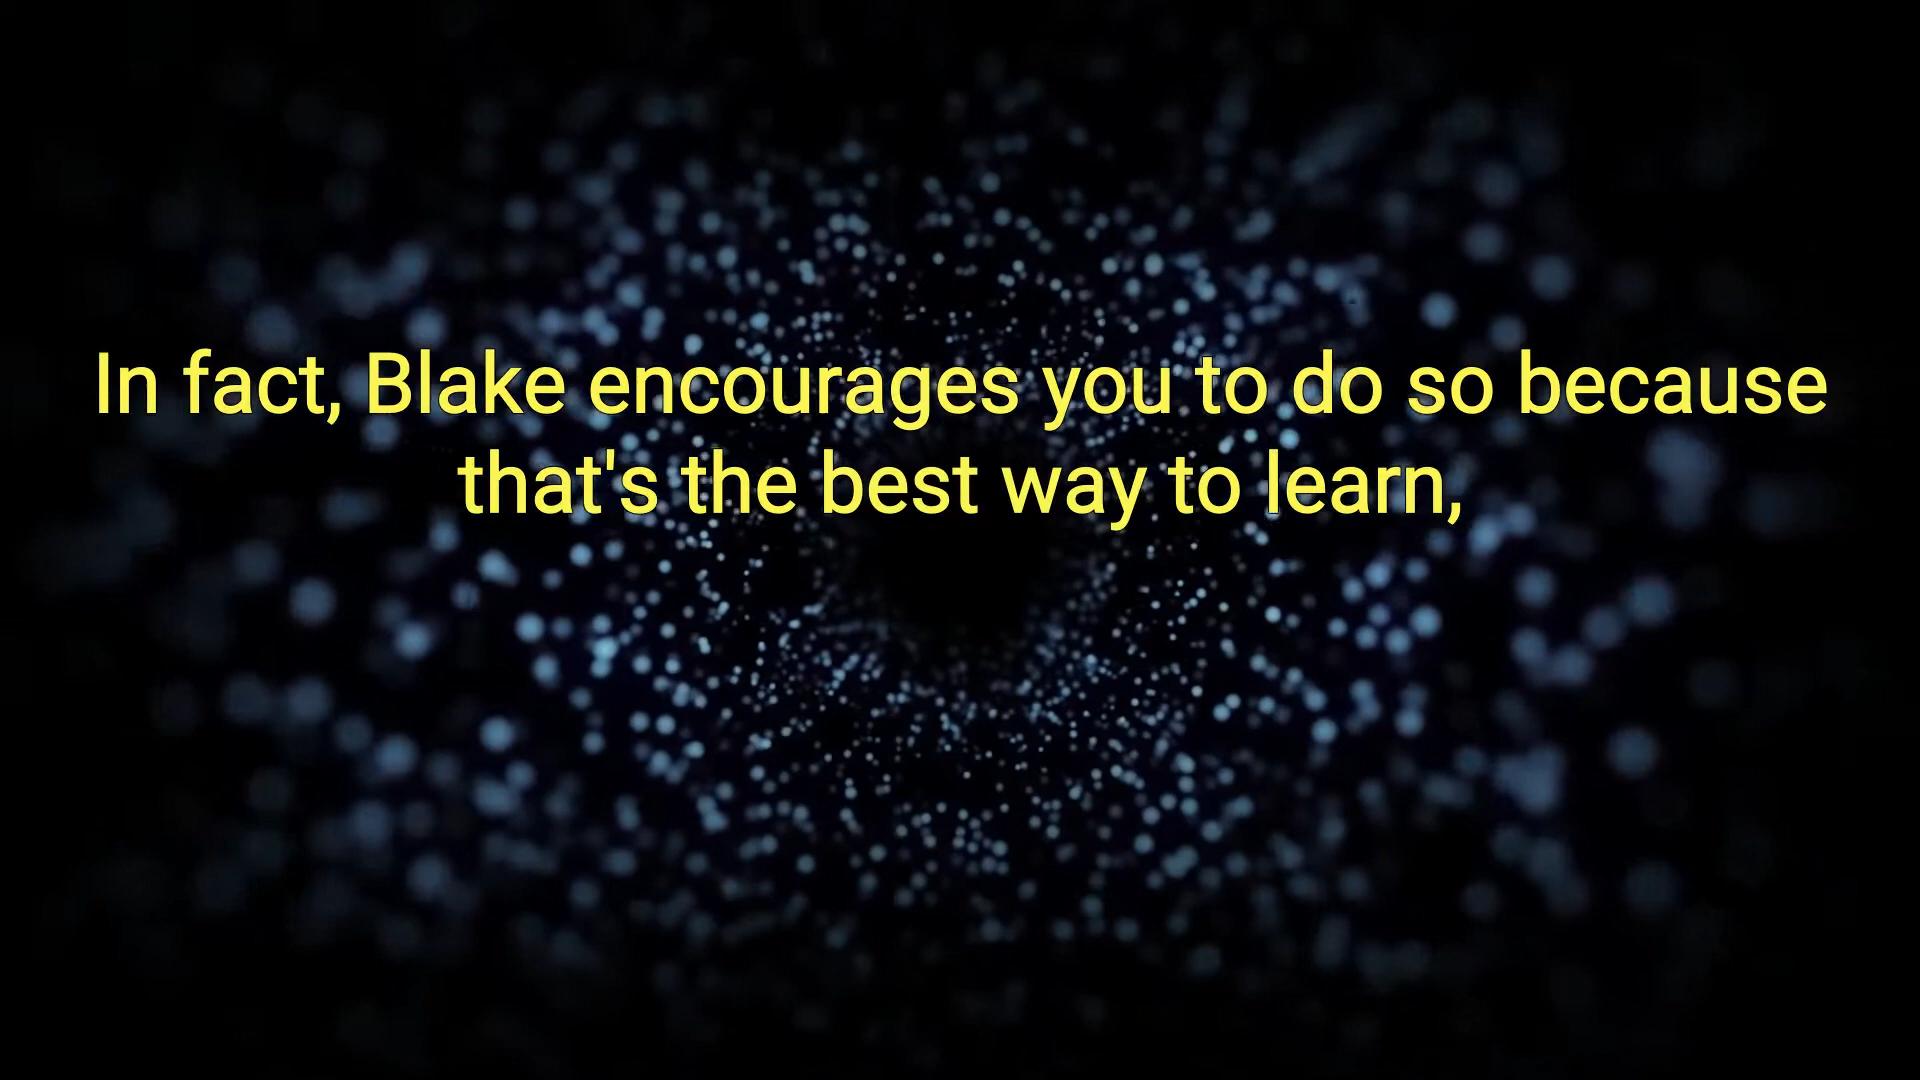 In fact, Blake encourages you to do so because
that's the best way to learn,